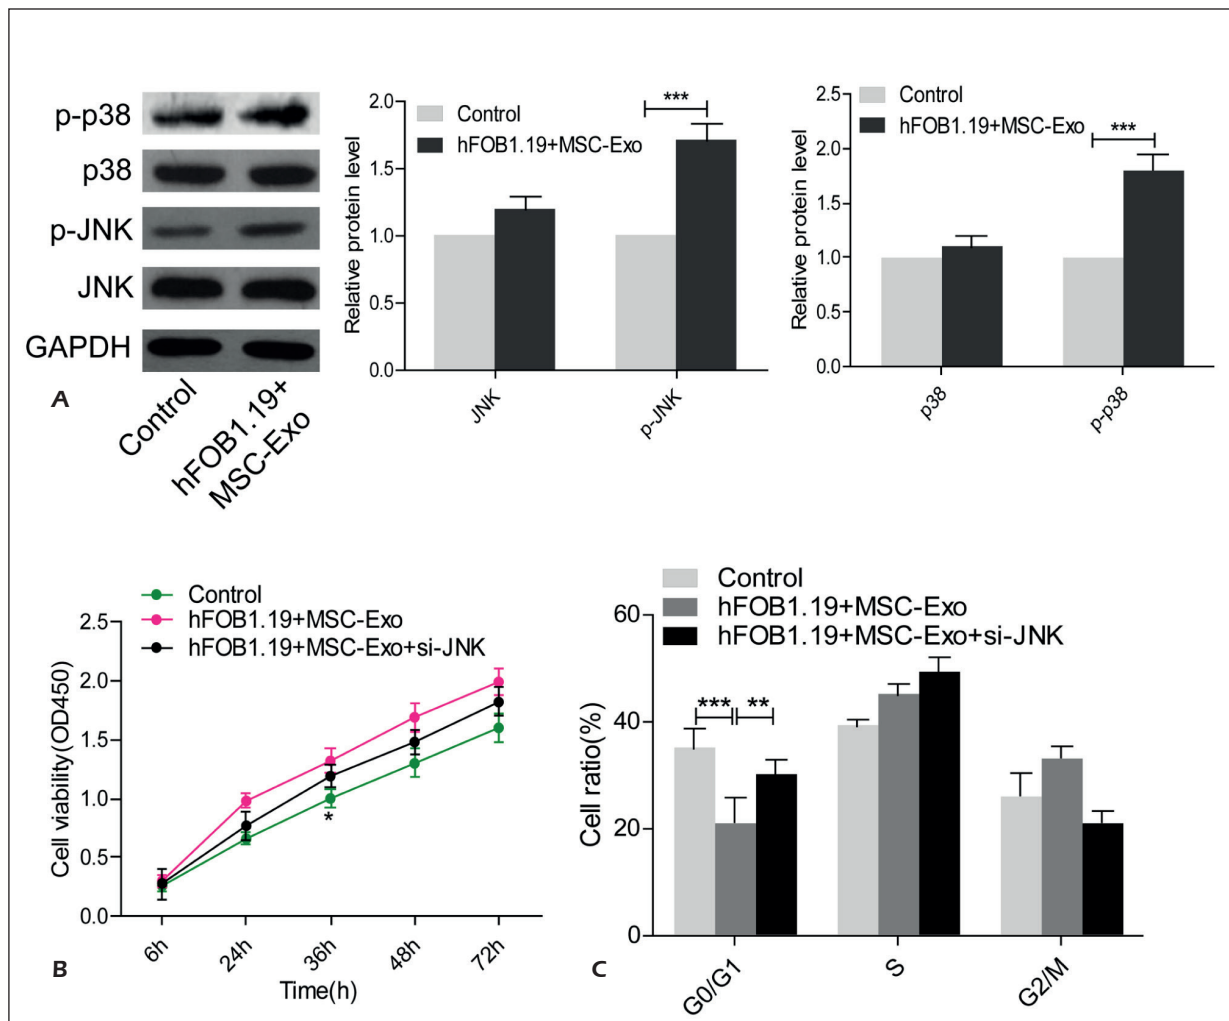 p-p38
p38
p-JNK
JNK
GAPDH
Control
hFOB1.19+
MSC-Exo
A
Control
hFOB1.19+MSC-Exo
***
Relative protein level
2.0
1.5
1.0
0.5
0.0
JNK
p-JNK
Control
hFOB1.19+MSC-Exo
***
Relative protein level
2.5
2.0
1.5
1.0
0.5
0.0
p38
p-p38
Control
hFOB1.19+MSC-Exo
hFOB1.19+MSC-Exo+si-JNK
Cell viability(OD450)
2.5
2.0
1.5
1.0
0.5
0.0
*
6h
24h
36h
48h
72h
Time(h)
B
Control
hFOB1.19+MSC-Exo
hFOB1.19+MSC-Exo+si-JNK
Cell ratio(%)
60
40
20
0
*** **
G0/G1
S
G2/M
C